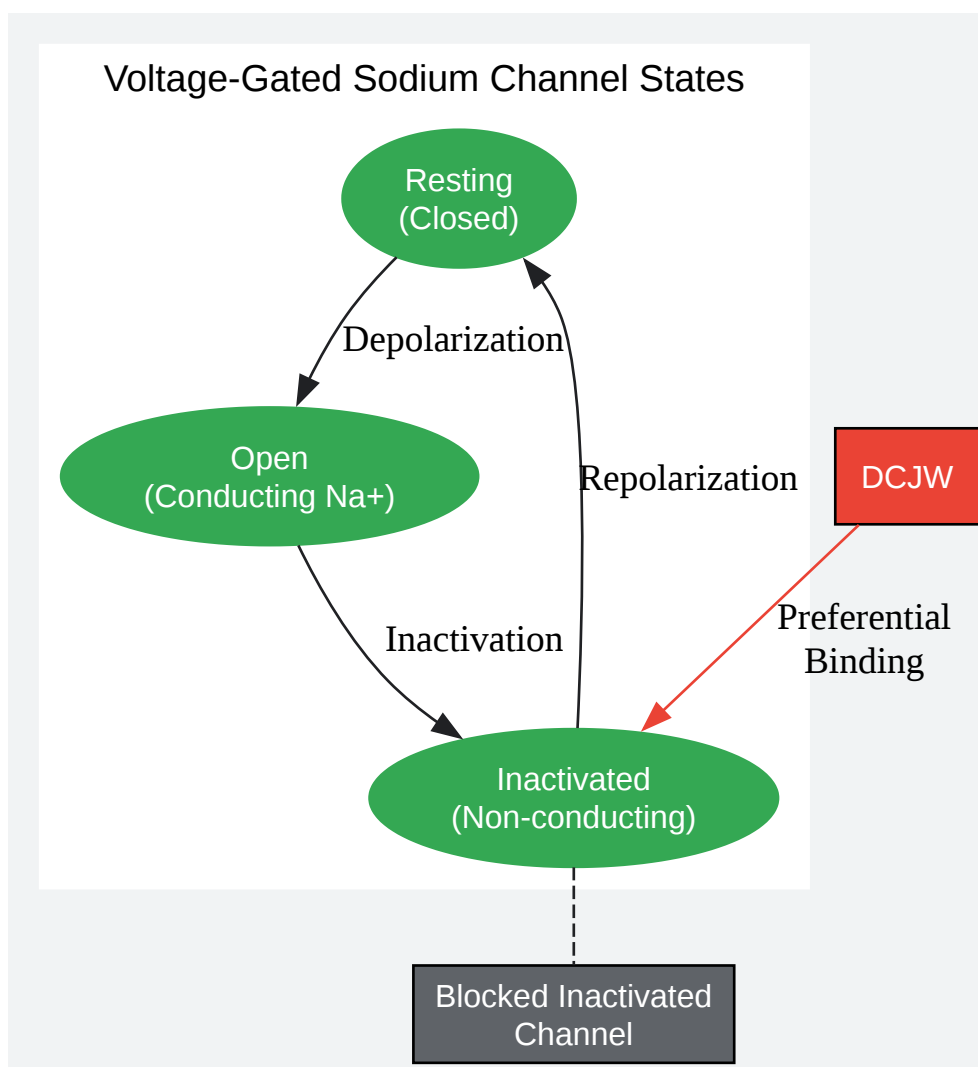 Voltage-Gated Sodium Channel States
Resting
(Closed)
Depolarization
Open
(Conducting Na+)
Repolarization
DCJW
Preferential
Binding
Inactivation
Inactivated
(Non-conducting)
Blocked Inactivated
Channel